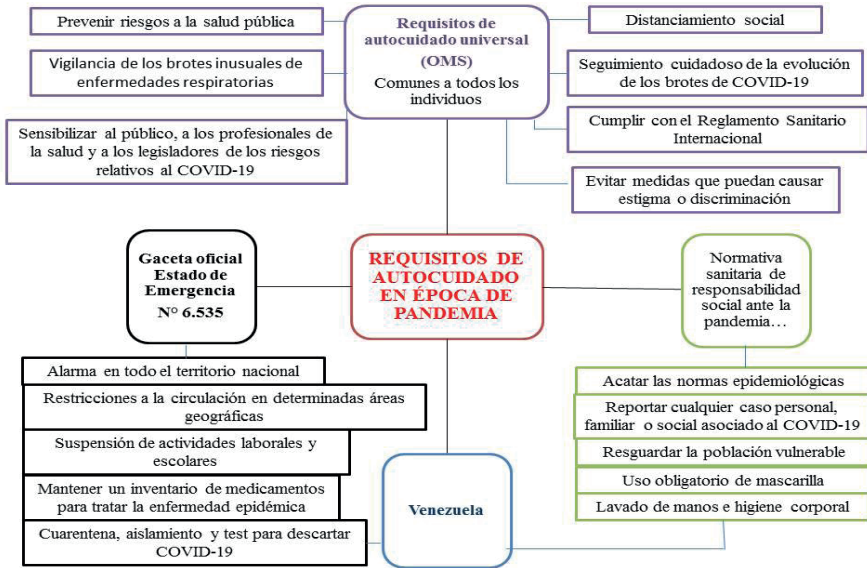 Prevenir riesgos a la salud pública
Vigilancia de los brotes inusuales de
enfermedades respiratorias
Sensibilizar al público, a los profesionales de
la salud y a los legisladores de los riesgos
relativos al COVID-19
Requisitos de
autocuidado universal
(OMS)
Comunes a todos los
individuos
Distanciamiento social
Seguimiento cuidadoso de la evolución
de los brotes de COVID-19
Cumplir con el Reglamento Sanitario
Internacional
Evitar medidas que puedan causar
estigma o discriminación
Gaceta oficial
Estado de
Emergencia
N° 6.535
REQUISITOS DE
AUTOCUIDADO
EN ÉPOCA DE
PANDEMIA
Normativa
sanitaria de
responsabilidad
social ante la
pandemia…
Alarma en todo el territorio nacional
Restricciones a la circulación en determinadas áreas
geográficas
Suspensión de actividades laborales y
escolares
Mantener un inventario de medicamentos
para tratar la enfermedad epidémica
Cuarentena, aislamiento y test para descartar
COVID-19
Venezuela
Acatar las normas epidemiológicas
Reportar cualquier caso personal,
familiar o social asociado al COVID-19
Resguardar la población vulnerable
Uso obligatorio de mascarilla
Lavado de manos e higiene corporal